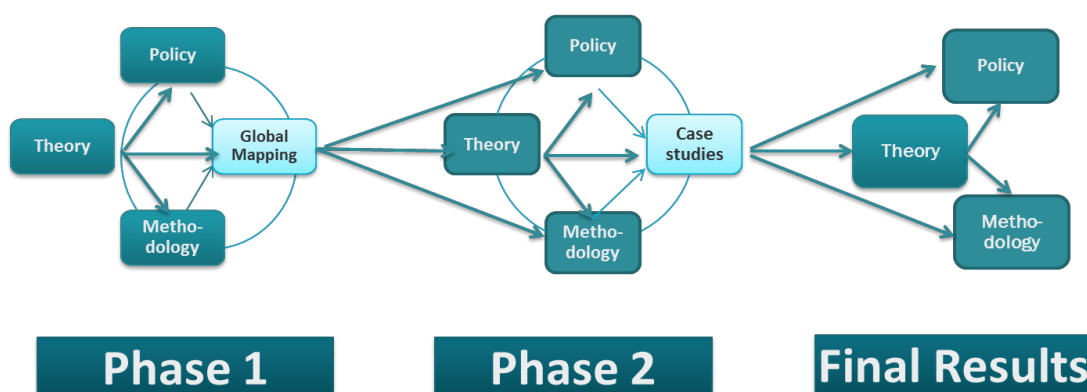 Policy
Theory
Global
Mapping
Metho-
dology
Policy
Theory
Case
studies
Metho-
dology
Policy
Theory
Metho-
dology
Phase 1
Phase 2
Final Results